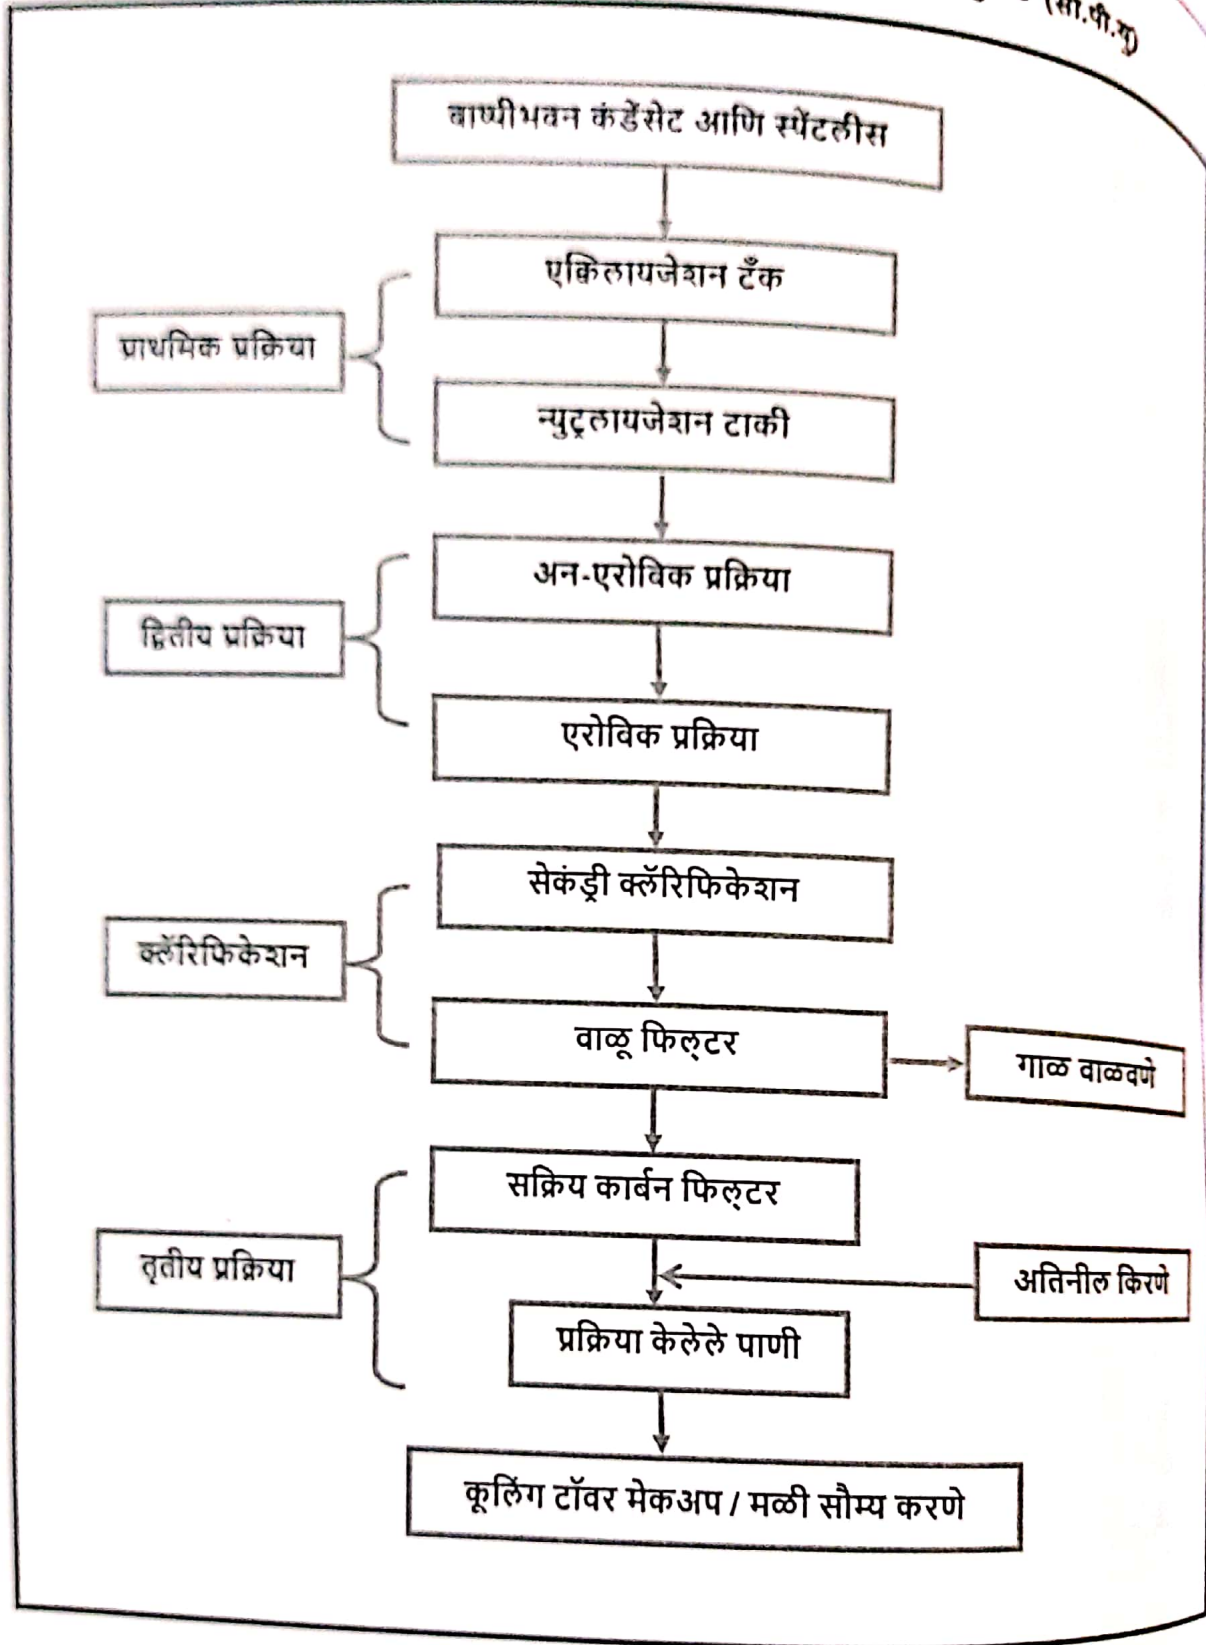 (सी.पी.यु)
बाष्पीभवन कंडेंसेट आणि स्पेंटलीस
एक्विलायजेशन टँक
प्राथमिक प्रक्रिया
न्युट्रलायजेशन टाकी
अन-एरोविक प्रक्रिया
द्वितीय प्रक्रिया
एरोविक प्रक्रिया
सेकंड्री क्लॅरिफिकेशन
क्लॅरिफिकेशन
वाळू फिल्टर
गाळ वाळवणे
सक्रिय कार्बन फिल्टर
तृतीय प्रक्रिया
अतिनील किरणे
प्रक्रिया केलेले पाणी
कूलिंग टॉवर मेकअप / मळी सौम्य करणे